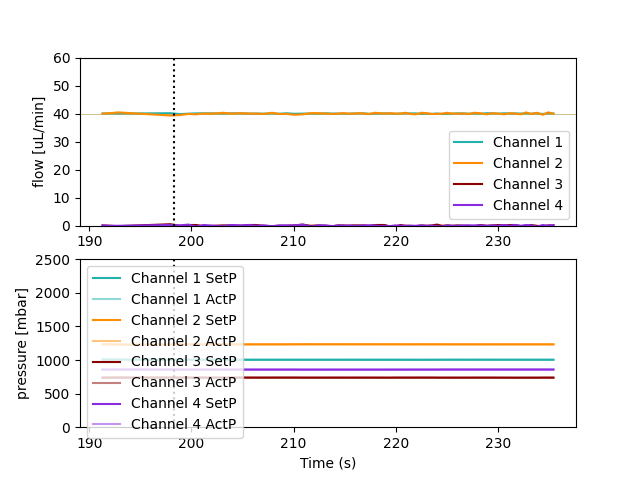 60
50
40
30
20
10
0
flow [uL/min]
Channel 1
Channel 2
Channel 3
Channel 4
190
200
210
220
230
2500
2000
1500
1000
500
0
pressure [mbar]
Channel 1 SetP
Channel 1 ActP
Channel 2 SetP
Channel 2 ActP
Channel 3 SetP
Channel 3 ActP
Channel 4 SetP
Channel 4 ActP
190
200
210
220
230
Time (s)